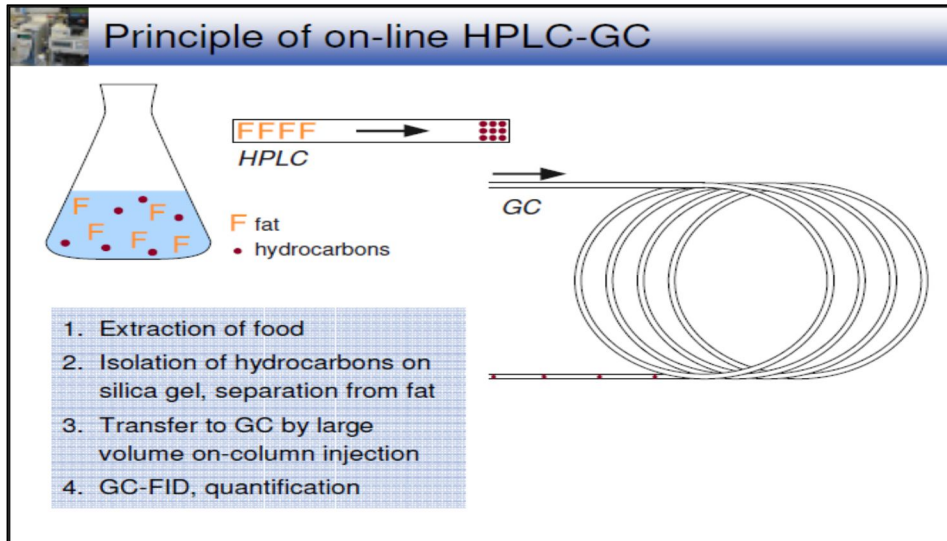 Principle of on-line HPLC-GC
FFFF
HPLC
GC
F
F
F
F
F
F
F fat
hydrocarbons
1. Extraction of food
2. Isolation of hydrocarbons on
silica gel, separation from fat
3. Transfer to GC by large
volume on-column injection
4. GC-FID, quantification